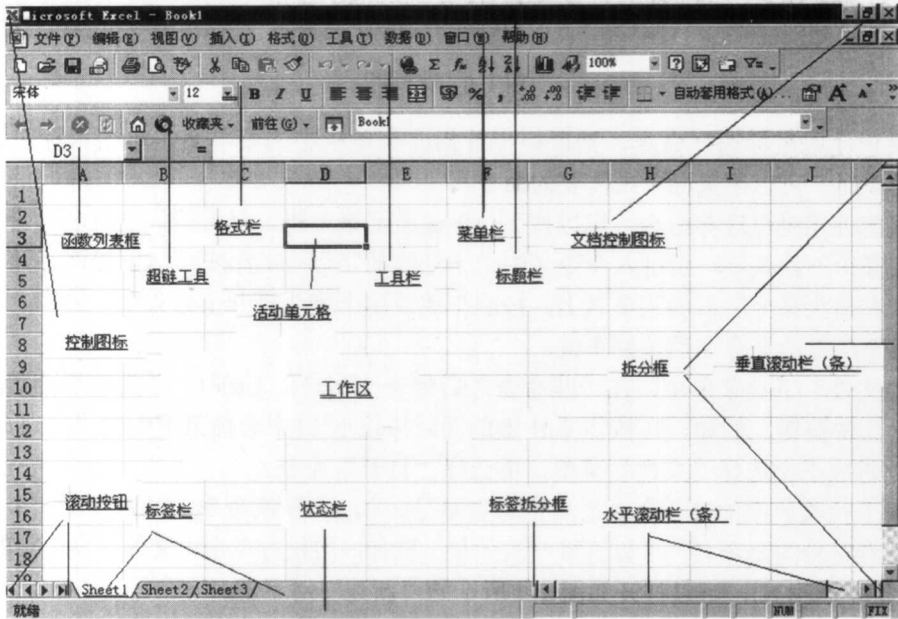 Microsoft Excel - Book1
文件(F) 编辑(E) 视图(V) 插入(I) 格式(O) 工具(T) 数据(D) 窗口(W) 帮助(H)
100%
宋体 12 B I U % , 自动套用格式(A)...
收藏夹 前往(G) Book1
D3 =
A B C D E F G H I J
1
2
格式栏 菜单栏
3 函数列表框 文档控制图标
4
5 超链工具 工具栏 标题栏
6
活动单元格
7
8 控制图标
9 拆分框 垂直滚动栏（条）
10 工作区
11
12
13
14
15 滚动按钮 标签栏 状态栏 标签拆分框
16 水平滚动栏（条）
17
18
19
Sheet1 Sheet2 Sheet3
就绪 NUM FIX